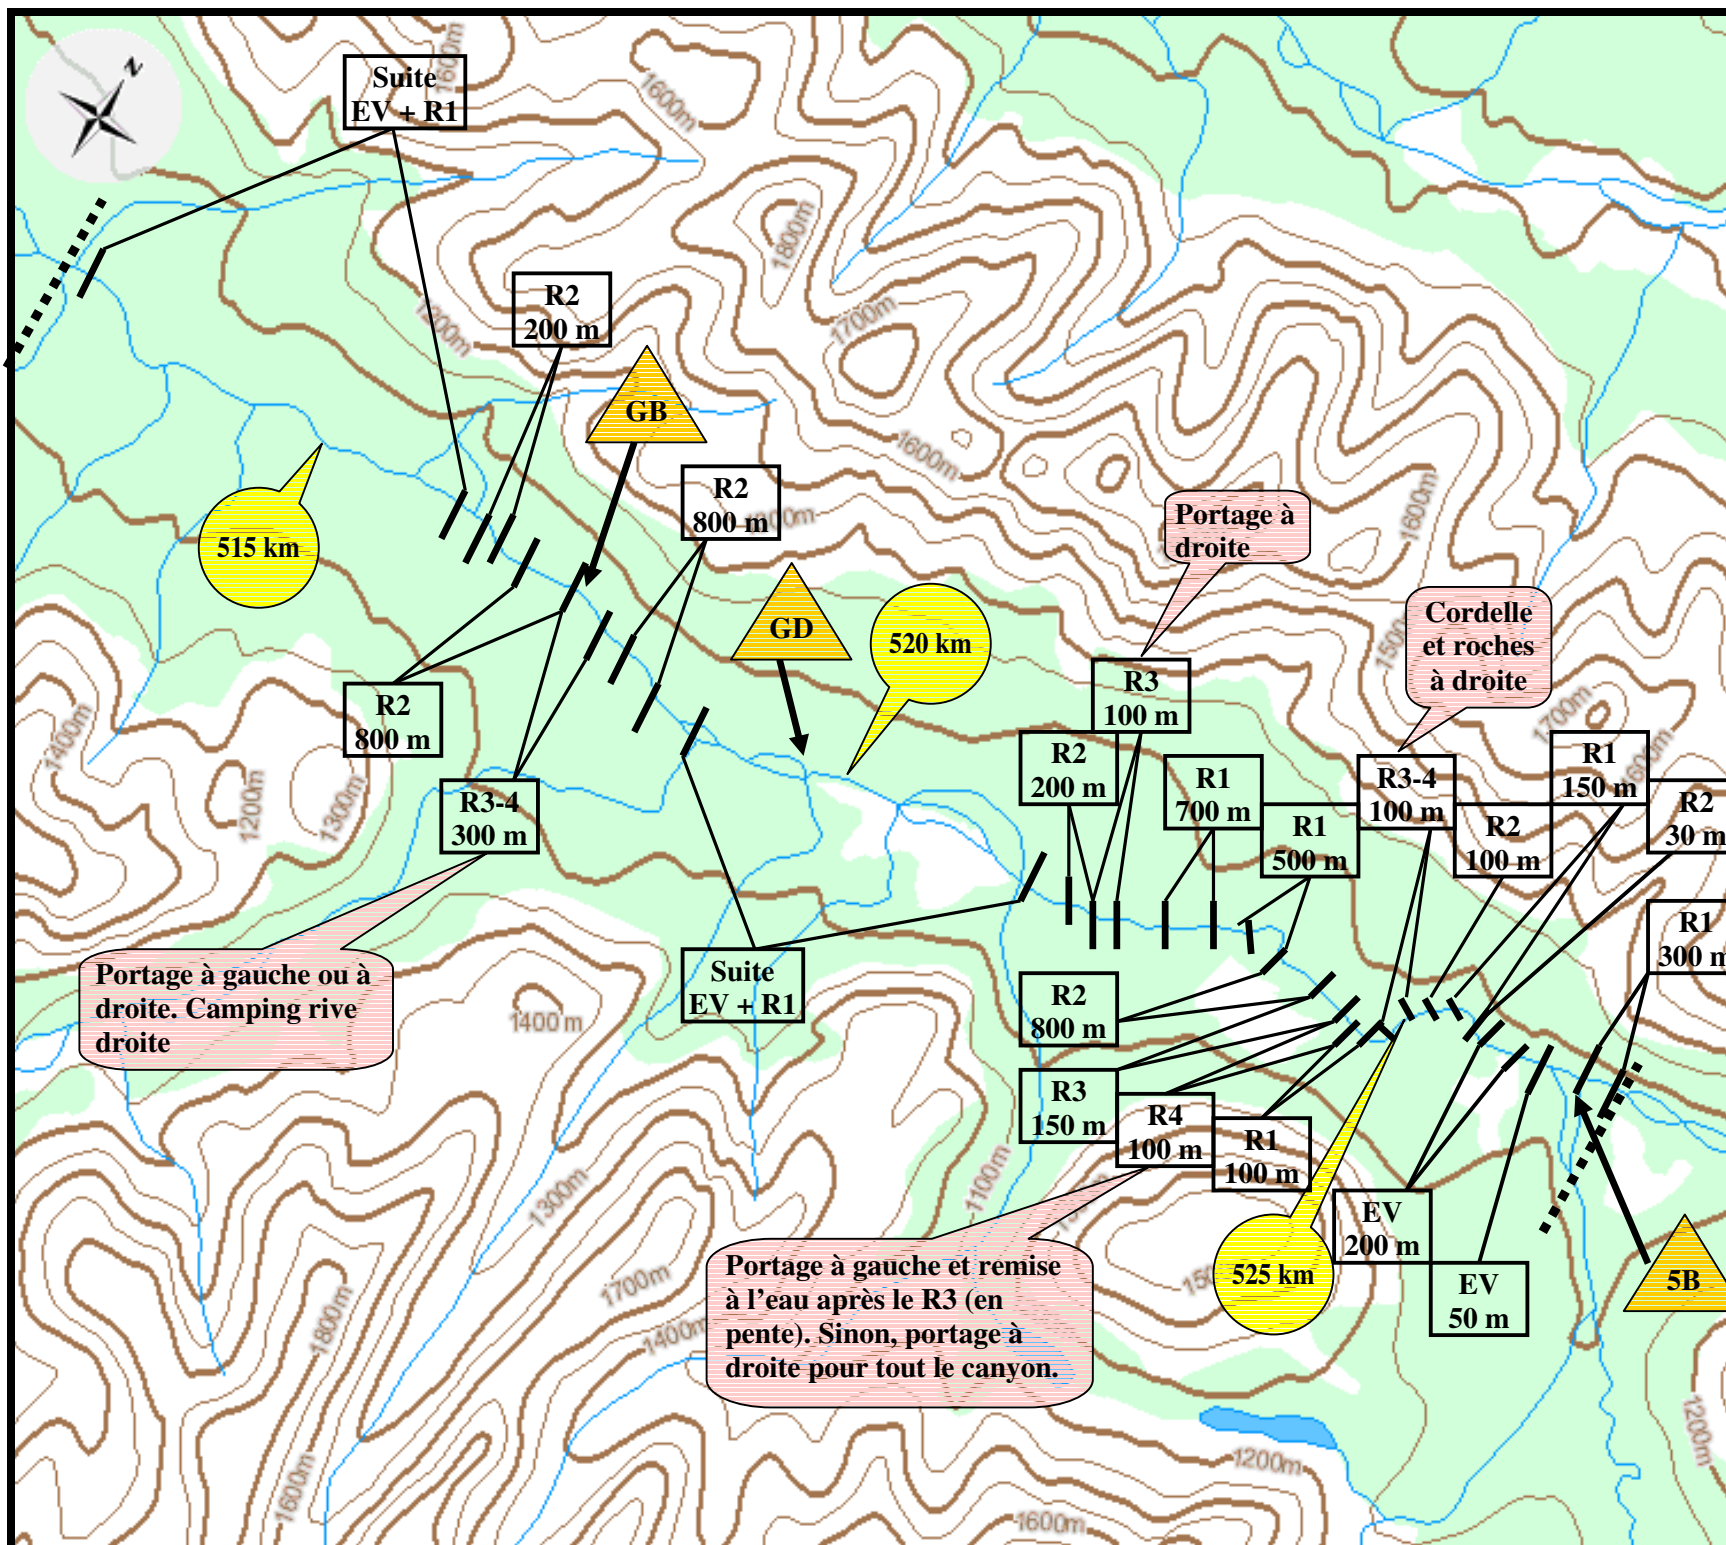 N
Suite
EV + R1
1600m
1600m
1800m
1700m
1200m
R2
200 m
GB
1600m
R2
800 m
515 km
GD
520 km
Portage à
droite
1600m
Cordelle
et roches
à droite
1700m
1600m
R2
800 m
R3-4
300 m
1400m
1200m
1300m
R3
100 m
R2
200 m
R1
700 m
R1
500 m
R3-4
100 m
R2
100 m
R1
150 m
R2
30 m
R1
300 m
Portage à gauche ou à
droite. Camping rive
droite
1400 m
Suite
EV + R1
R2
800 m
R3
150 m
R4
100 m
R1
100 m
1100m
1300m
1700m
1800m
1400m
1600m
Portage à gauche et remise
à l’eau après le R3 (en
pente). Sinon, portage à
droite pour tout le canyon.
525 km
EV
200 m
EV
50 m
5B
1200m
1200m
1600m